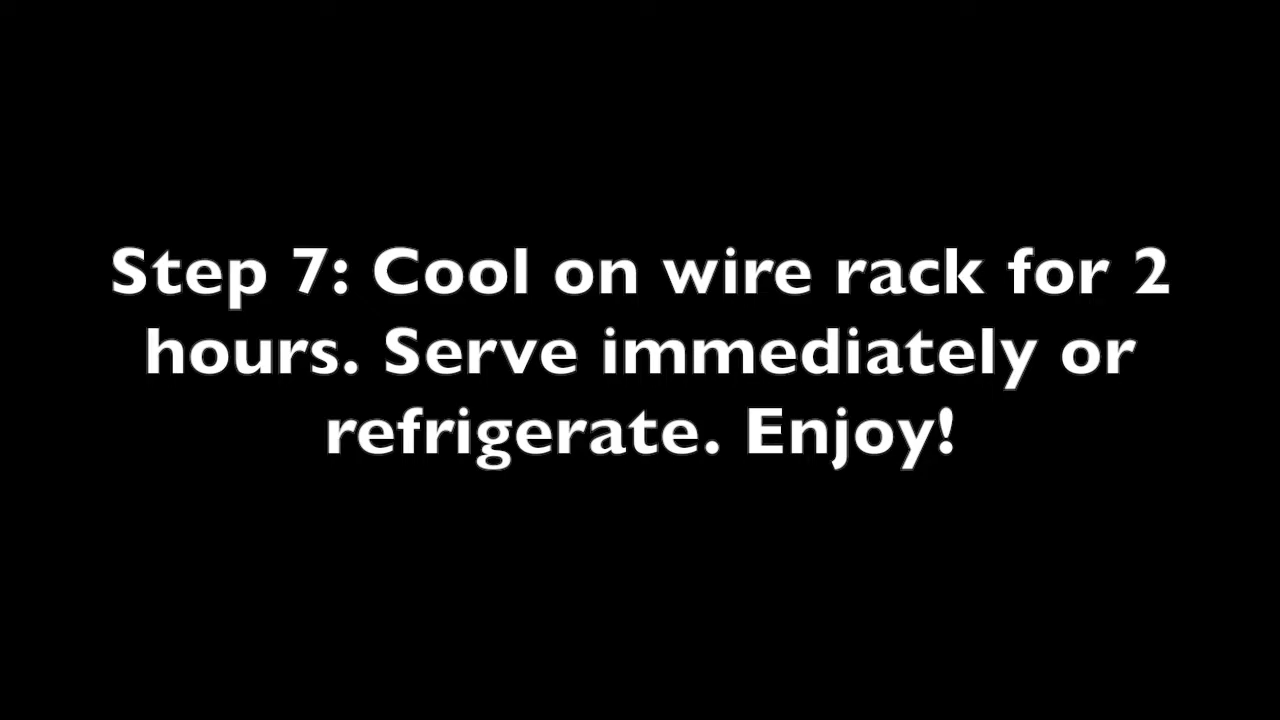 Step 7: Cool on wire rack for 2
hours. Serve immediately or
refrigerate. Enjoy!